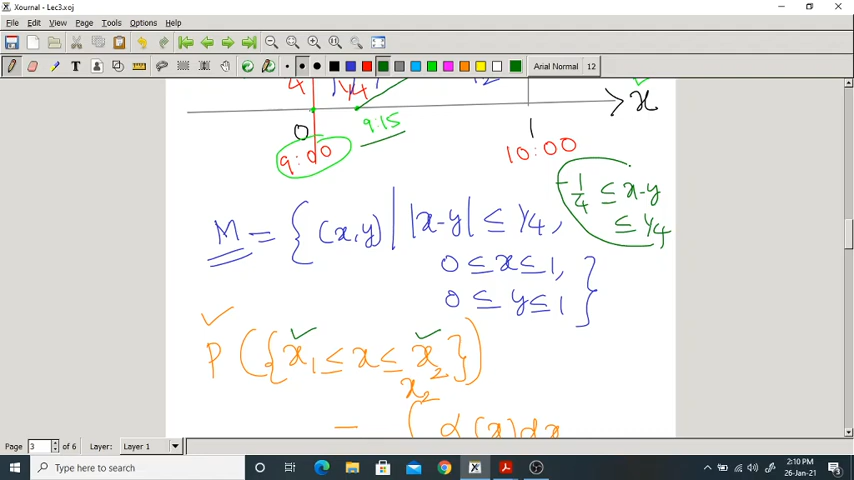 Xournal - Lec3.xoj
File Edit View Page Tools Options Help
Arial Normal 12
4 1/4
x
0 9:15 1
9:00 10:00
-1/4 ≤ x-y
≤ 1/4
M = { (x,y) | |x-y| ≤ 1/4,
0 ≤ x ≤ 1,
0 ≤ y ≤ 1 }
P ({ x1 ≤ x ≤ x2 })
x2
= ∫ α(x)dx
Page 3 of 6 Layer: Layer 1
Type here to search
2:10 PM
26-Jan-21